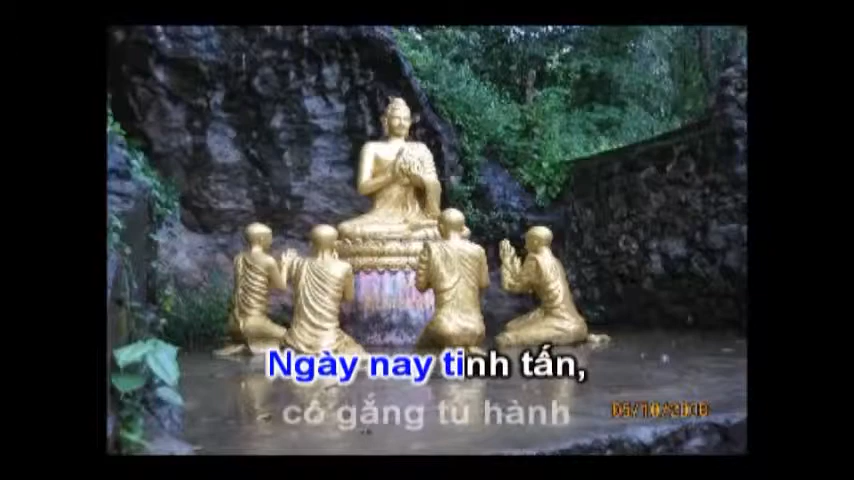 Ngày nay tinh tấn,
cố gắng tu hành